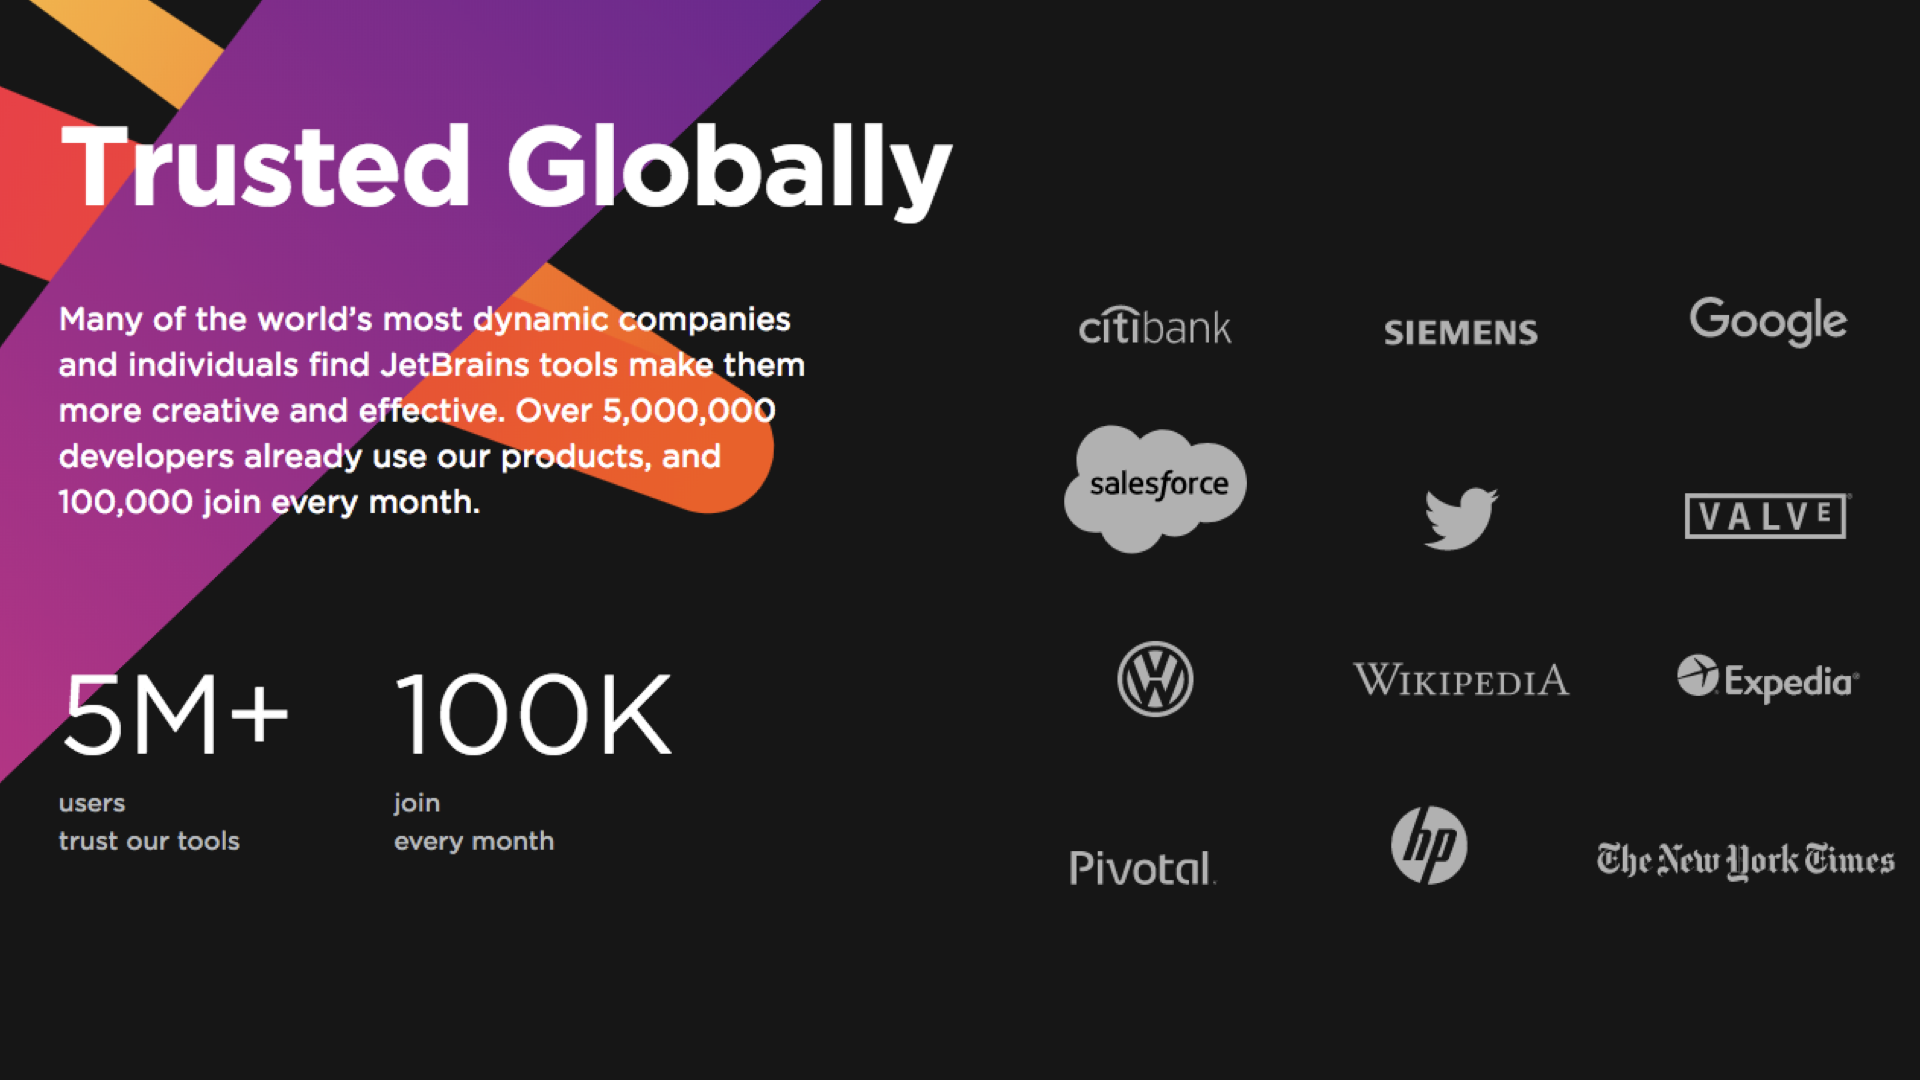 Trusted Globally
Many of the world's most dynamic companies
and individuals find JetBrains tools make them
more creative and effective. Over 5,000,000
developers already use our products, and
100,000 join every month.
5M+
users
trust our tools
100K
join
every month
citibank
SIEMENS
Google
salesforce
VALVE®
WIKIPEDIA
Expedia®
Pivotal.
hp
The New York Times